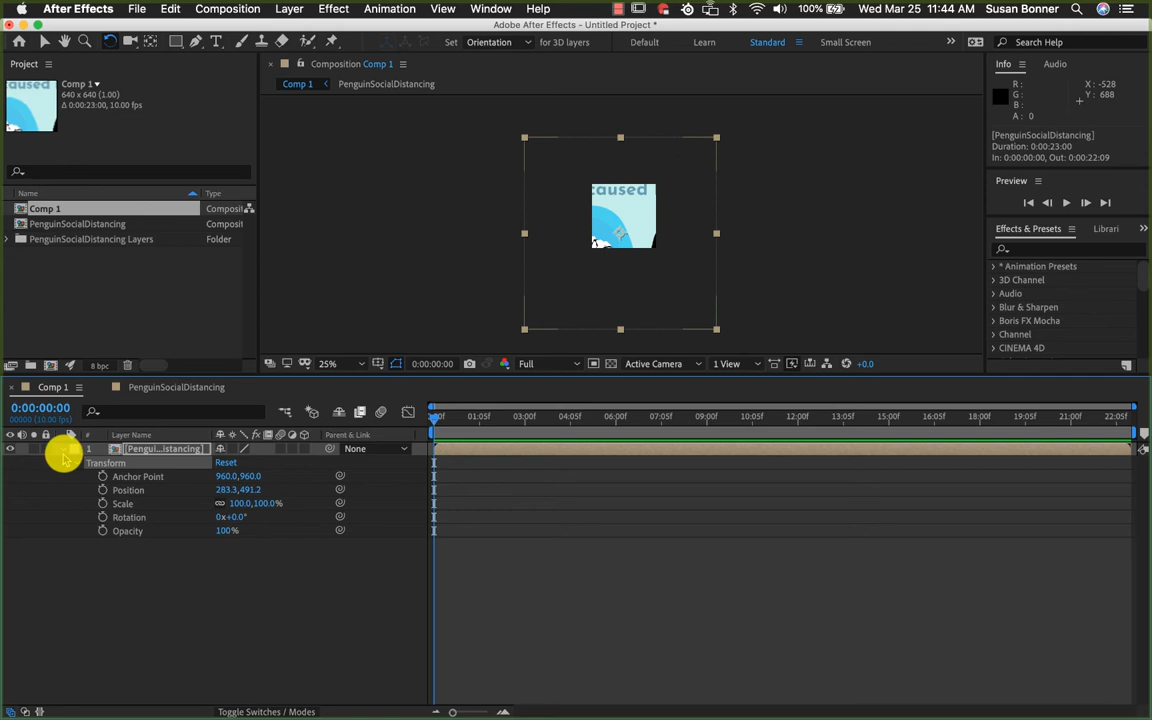 After Effects File Edit Composition Layer Effect Animation View Window Help 100% Wed Mar 25 11:44 AM Susan Bonner
Adobe After Effects - Untitled Project *
Set Orientation for 3D layers Default Learn Standard Small Screen Search Help
Project
Composition Comp 1
Info Audio
Comp 1
640 x 640 (1.00)
Δ 0:00:23:00, 10.00 fps
Comp 1 PenguinSocialDistancing
R :
G :
B :
A : 0
X : -528
Y : 688
[PenguinSocialDistancing]
Duration: 0:00:23:00
In: 0:00:00:00, Out: 0:00:22:09
Preview
Name Type
Comp 1 Composit
PenguinSocialDistancing Composit
PenguinSocialDistancing Layers Folder
caused
Effects & Presets Librari
* Animation Presets
3D Channel
Audio
Blur & Sharpen
Boris FX Mocha
Channel
CINEMA 4D
8 bpc
25% 0:00:00:00 Full Active Camera 1 View +0.0
Comp 1 PenguinSocialDistancing
0:00:00:00
00000 (10.00 fps)
:00f 01:05f 03:00f 04:05f 06:00f 07:05f 09:00f 10:05f 12:00f 13:05f 15:00f 16:05f 18:00f 19:05f 21:00f 22:05f
# Layer Name Parent & Link
1 [Pengui...istancing] None
Transform Reset
Anchor Point 960.0,960.0
Position 283.3,491.2
Scale 100.0,100.0%
Rotation 0x+0.0°
Opacity 100%
Toggle Switches / Modes